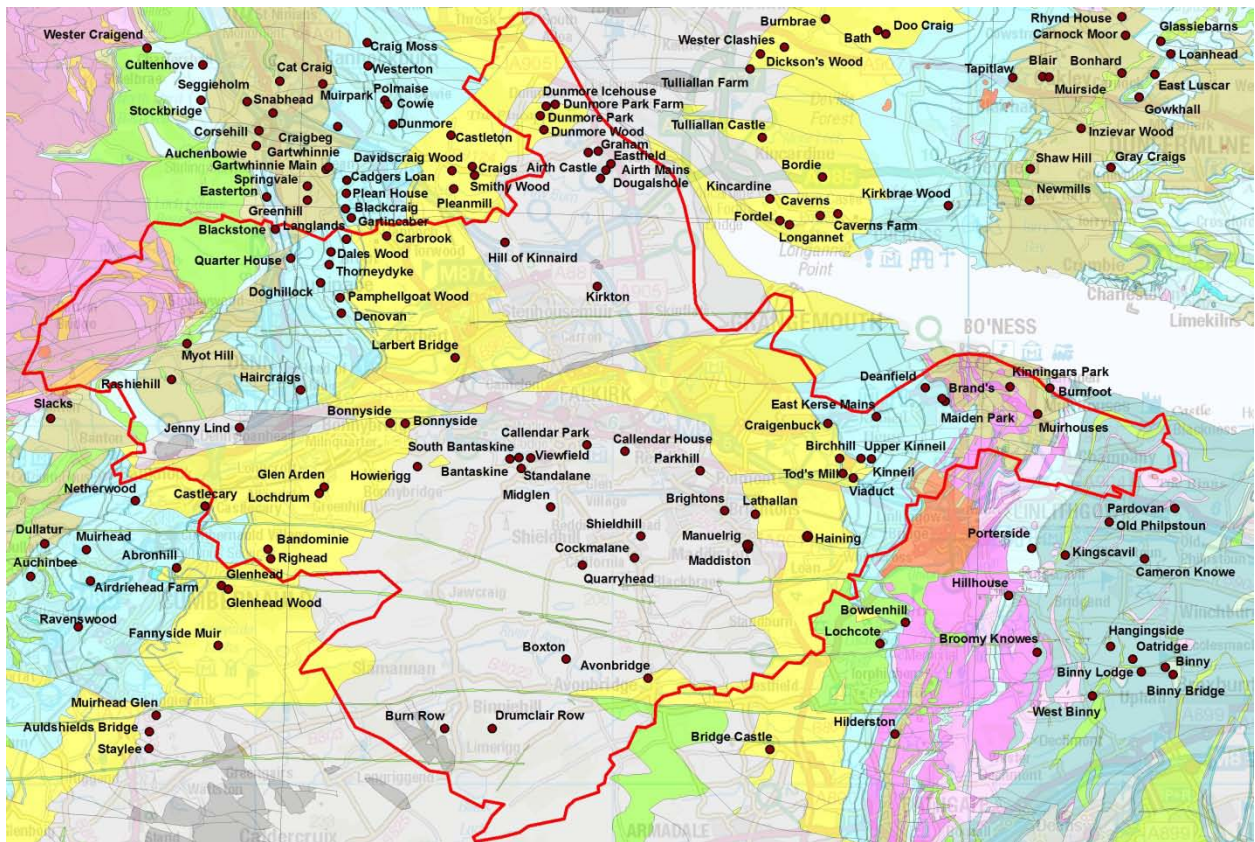 Wester Craigend
Cultenhove
Seggieholm
Stockbridge
Cat Craig
Snabhead
Corsehill
Auchenbowie
Craigbeg
Gartwhinnie
Gartwhinnie Main
Springvale
Easterton
Greenhill
Blackstone
Langlands
Quarter House
Craig Moss
Westerton
Muirpark
Polmaise
Cowie
Dunmore
Davidscraig Wood
Cadgers Loan
Plean House
Blackcraig
Gartincaber
Carbrook
Dales Wood
Thorneydyke
Doghillock
Pamphellgoat Wood
Denovan
Larbert Bridge
Castleton
Craigs
Smithy Wood
Pleanmill
Dunmore Icehouse
Dunmore Park Farm
Dunmore Park
Dunmore Wood
Graham
Airth Castle
Eastfield
Airth Mains
Dougalshole
Hill of Kinnaird
Kirkton
Burnbrae
Wester Clashies
Bath
Doo Craig
Dickson's Wood
Tulliallan Farm
Tulliallan Castle
Bordie
Kincardine
Caverns
Kirkbrae Wood
Fordel
Longannet
Caverns Farm
Rhynd House
Carnock Moor
Glassiebarns
Loanhead
Tapitlaw
Blair
Bonhard
Muirside
East Luscar
Gowkhall
Inzievar Wood
Shaw Hill
Gray Craigs
Newmills
Myot Hill
Rashiehill
Haircraigs
Slacks
Jenny Lind
Bonnyside
Bonnyside
Glen Arden
Howierigg
Lochdrum
Netherwood
Castlecary
Dullatur
Muirhead
Abronhill
Auchinbee
Airdriehead Farm
Bandominie
Righead
Glenhead
Glenhead Wood
Ravenswood
Fannyside Muir
Muirhead Glen
Auldshields Bridge
Staylee
South Bantaskine
Callendar Park
Viewfield
Bantaskine
Standalane
Callendar House
Parkhill
Midglen
Brightons
Lathallan
Shieldhill
Cockmalane
Quarryhead
Manuelrig
Maddiston
Haining
Boxton
Avonbridge
Burn Row
Drumclair Row
Bridge Castle
Deanfield
Brand's
Kinningars Park
Burnfoot
East Kerse Mains
Maiden Park
Muirhouses
Craigenbuck
Birchhill
Upper Kinneil
Tod's Mill
Kinneil
Viaduct
Pardovan
Old Philpstoun
Porterside
Kingscavil
Cameron Knowe
Hillhouse
Bowdenhill
Lochcote
Broomy Knowes
Hangingside
Oatridge
Binny Lodge
Binny
Binny Bridge
West Binny
Hilderston
GRANGEMOUTH
BO'NESS
FALKIRK
Stenhousemuir
ARMADALE
Limekilns